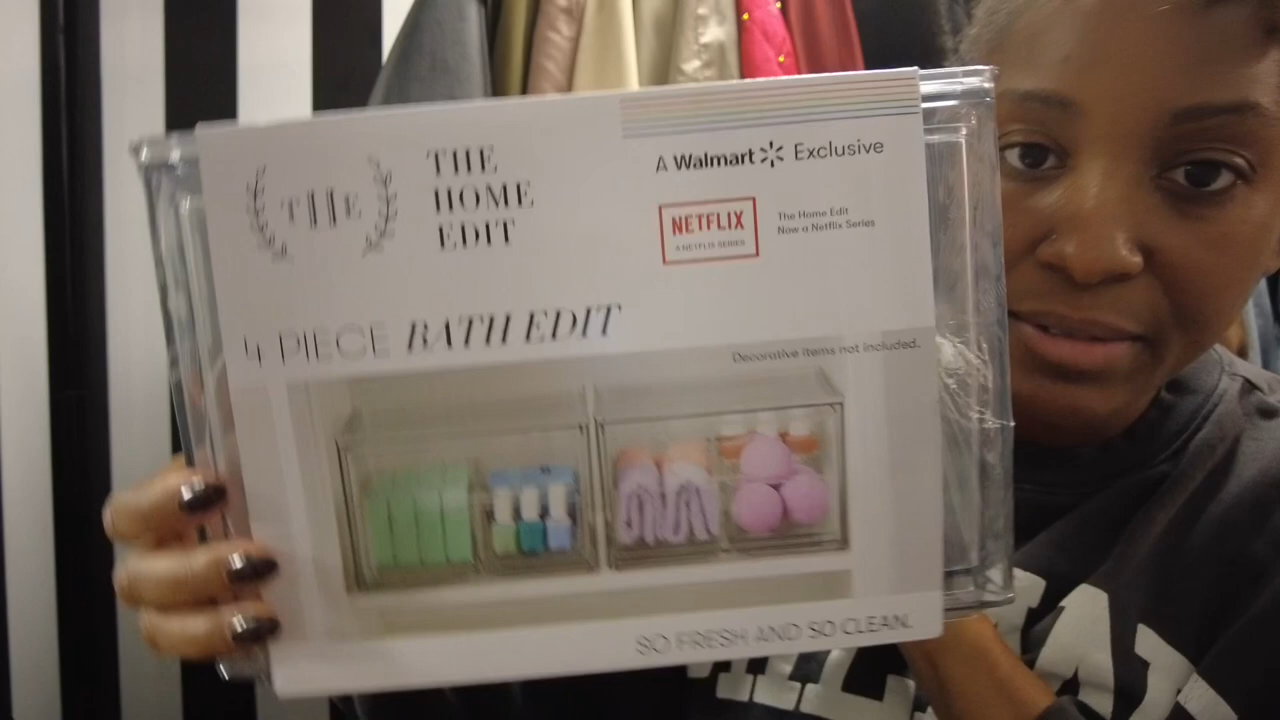 THE
THE
HOME
EDIT
A Walmart Exclusive
NETFLIX
A NETFLIX SERIES
The Home Edit
Now a Netflix Series
4 PIECE BATH EDIT
Decorative items not included.
SO FRESH AND SO CLEAN.